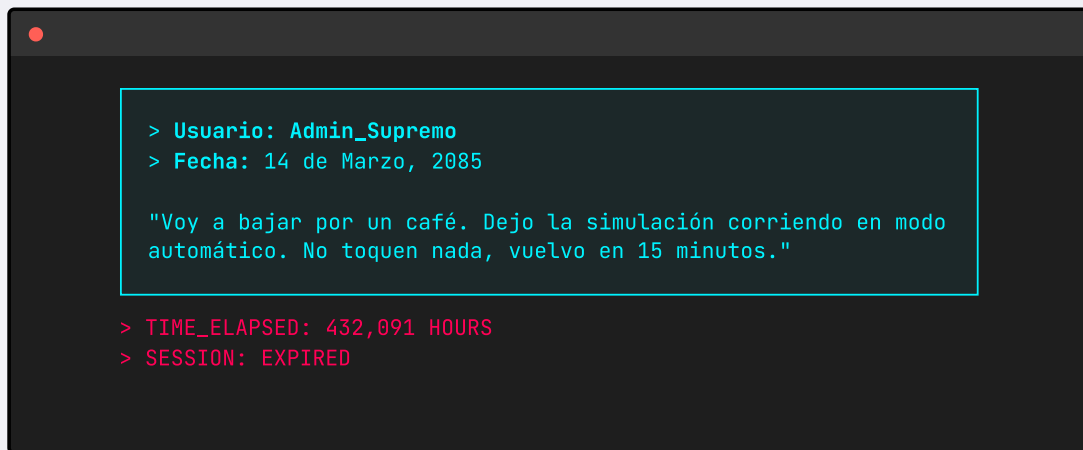 > Usuario: Admin_Supremo
> Fecha: 14 de Marzo, 2085
"Voy a bajar por un café. Dejo la simulación corriendo en modo
automático. No toquen nada, vuelvo en 15 minutos."
> TIME_ELAPSED: 432,091 HOURS
> SESSION: EXPIRED